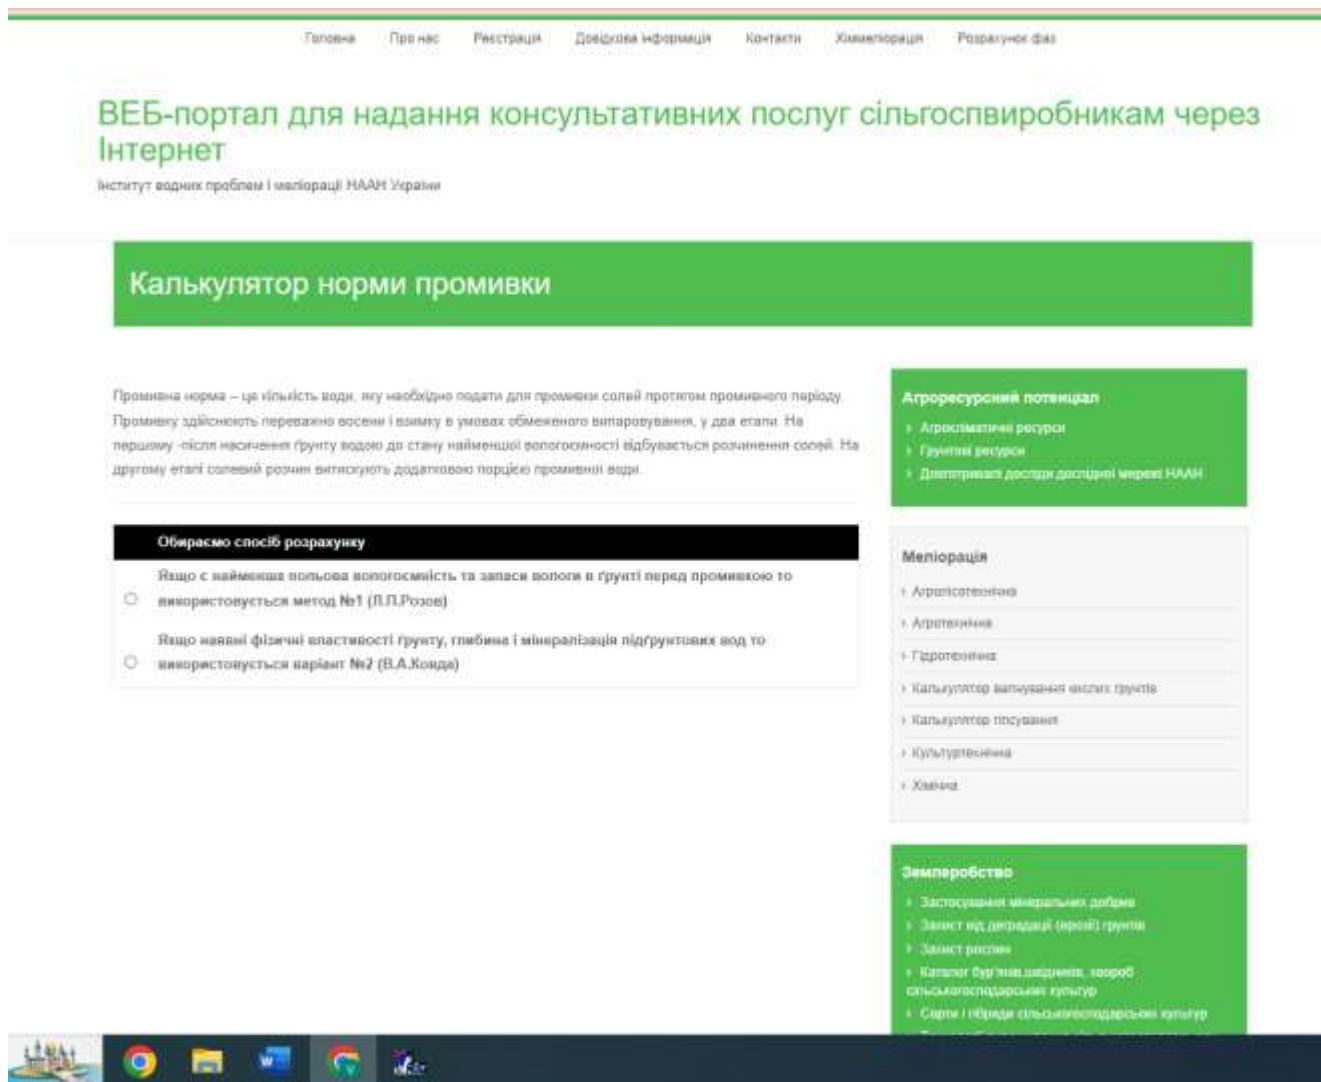 Головна Про нас Реєстрація Довідкова інформація Контакти Хіммеліорація Розрахунок фаз
ВЕБ-портал для надання консультативних послуг сільгоспвиробникам через
Інтернет
Інститут водних проблем і меліорації НААН України
Калькулятор норми промивки
Промивна норма – це кількість води, яку необхідно подати для промивки солей протягом промивного періоду.
Промивку здійснюють переважно восени і взимку в умовах обмеженого випаровування, у два етапи. На
першому -після насичення ґрунту водою до стану найменшої вологоємності відбувається розчинення солей. На
другому етапі солевий розчин витискують додатковою порцією промивної води.
Обираємо спосіб розрахунку
Якщо є найменша польова вологоємність та запаси вологи в ґрунті перед промивкою то
використовується метод №1 (Л.П.Розов)
Якщо наявні фізичні властивості ґрунту, глибина і мінералізація підґрунтових вод то
використовується варіант №2 (В.А.Ковда)
Агроресурсний потенціал
› Агрокліматичні ресурси
› Ґрунтові ресурси
› Довготривалі досліди дослідної мережі НААН
Меліорація
› Агролісотехнічна
› Агротехнічна
› Гідротехнічна
› Калькулятор вапнування кислих ґрунтів
› Калькулятор гіпсування
› Культуртехнічна
› Хімічна
Землеробство
› Застосування мінеральних добрив
› Захист від деградації (ерозії) ґрунтів
› Захист рослин
› Каталог бур'янів,шкідників, хвороб
сільськогосподарських культур
› Сорти і гібриди сільськогосподарських культур